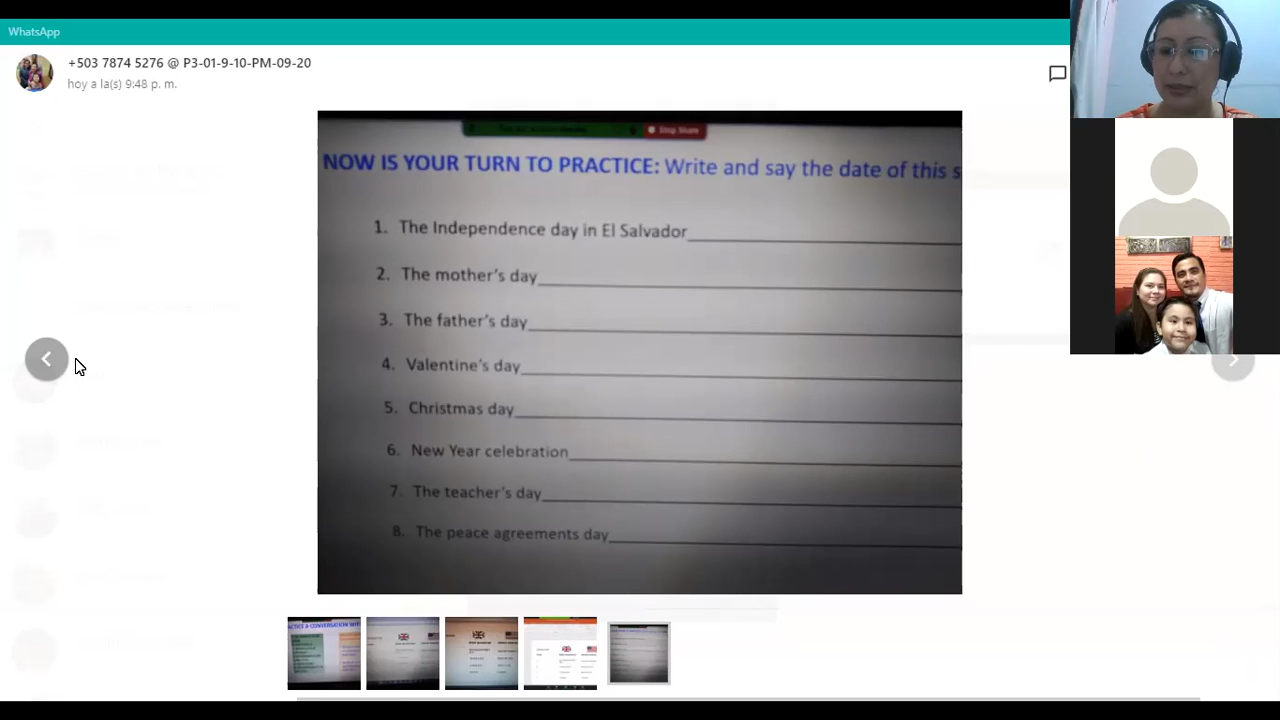 WhatsApp
+503 7874 5276 @ P3-01-9-10-PM-09-20
hoy a la(s) 9:48 p. m.
Stop Share
NOW IS YOUR TURN TO PRACTICE: Write and say the date of this s
1. The Independence day in El Salvador
2. The mother's day
3. The father's day
4. Valentine's day
5. Christmas day
6. New Year celebration
7. The teacher's day
8. The peace agreements day